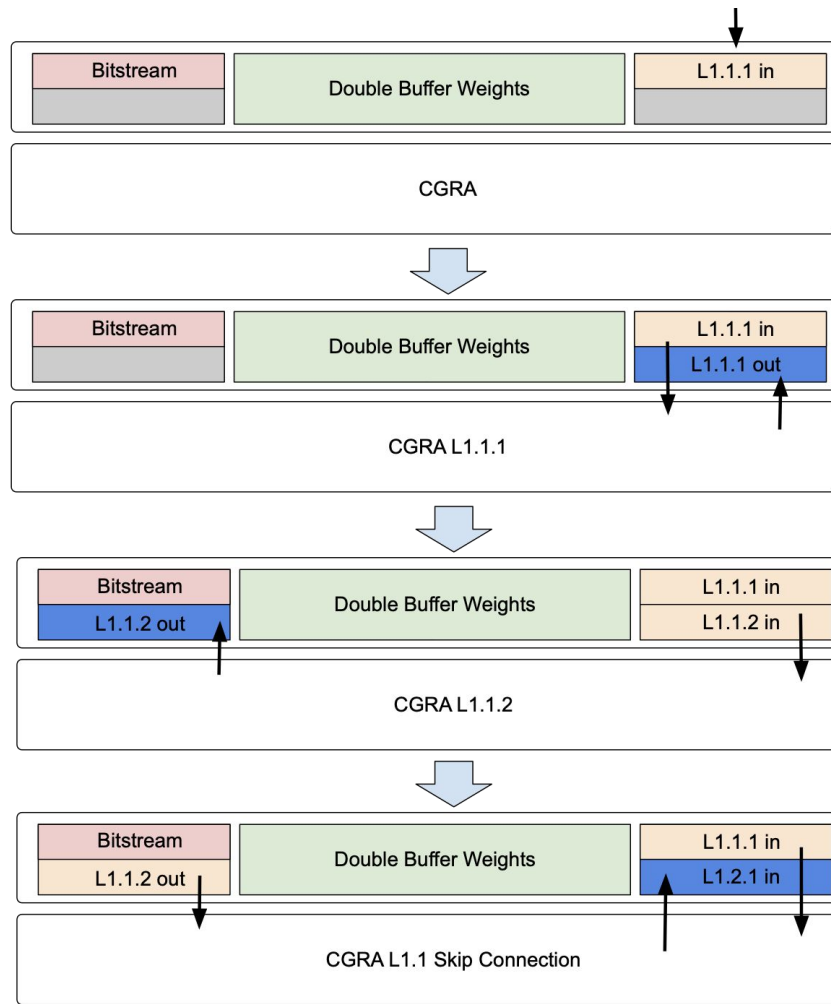 Bitstream
Double Buffer Weights
L1.1.1 in
CGRA
Bitstream
Double Buffer Weights
L1.1.1 in
L1.1.1 out
CGRA L1.1.1
Bitstream
L1.1.2 out
Double Buffer Weights
L1.1.1 in
L1.1.2 in
CGRA L1.1.2
Bitstream
L1.1.2 out
Double Buffer Weights
L1.1.1 in
L1.2.1 in
CGRA L1.1 Skip Connection